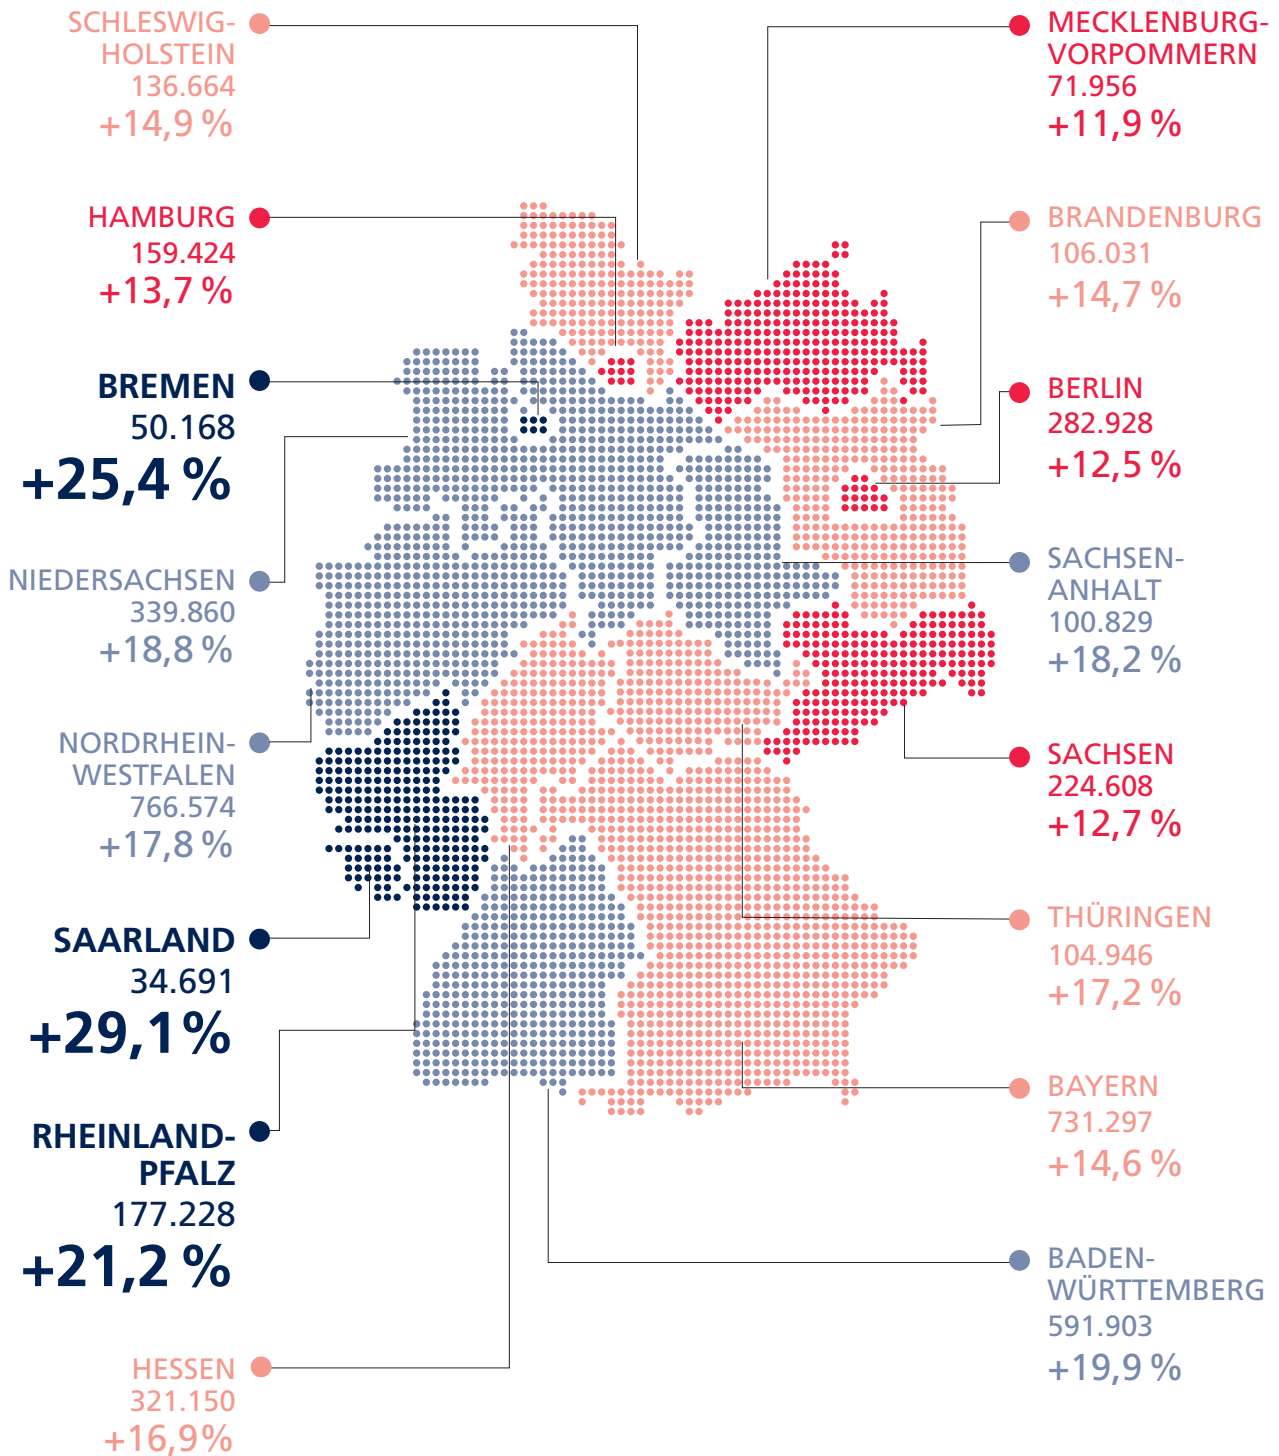 SCHLESWIG-
HOLSTEIN
136.664
+14,9 %
HAMBURG
159.424
+13,7 %
BREMEN
50.168
+25,4 %
NIEDERSACHSEN
339.860
+18,8 %
NORDRHEIN-
WESTFALEN
766.574
+17,8 %
SAARLAND
34.691
+29,1%
RHEINLAND-
PFALZ
177.228
+21,2 %
HESSEN
321.150
+16,9%
MECKLENBURG-
VORPOMMERN
71.956
+11,9 %
BRANDENBURG
106.031
+14,7 %
BERLIN
282.928
+12,5 %
SACHSEN-
ANHALT
100.829
+18,2 %
SACHSEN
224.608
+12,7 %
THÜRINGEN
104.946
+17,2 %
BAYERN
731.297
+14,6 %
BADEN-
WÜRTTEMBERG
591.903
+19,9 %